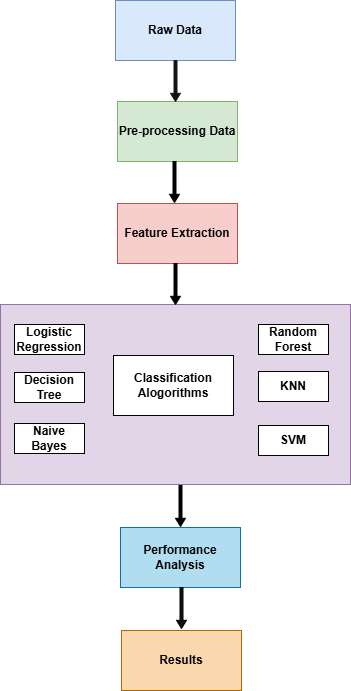 Raw Data
Pre-processing Data
Feature Extraction
Logistic
Regression
Decision
Tree
Naive
Bayes
Classification
Alogorithms
Random
Forest
KNN
SVM
Performance
Analysis
Results